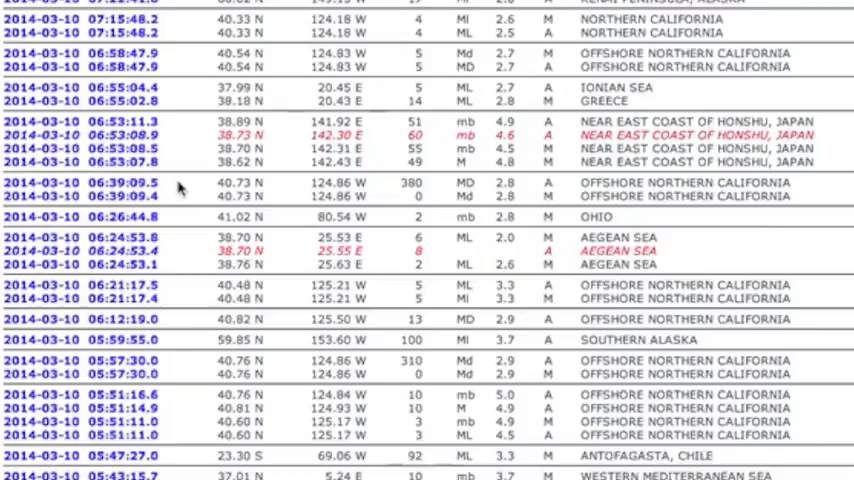 2014-03-10 07:15:48.2 40.33 N 124.18 W 4 Ml 2.6 M NORTHERN CALIFORNIA
2014-03-10 07:15:48.2 40.33 N 124.18 W 4 ML 2.5 A NORTHERN CALIFORNIA
2014-03-10 06:58:47.9 40.54 N 124.83 W 5 Md 2.7 M OFFSHORE NORTHERN CALIFORNIA
2014-03-10 06:58:47.9 40.54 N 124.83 W 5 MD 2.7 A OFFSHORE NORTHERN CALIFORNIA
2014-03-10 06:55:04.4 37.99 N 20.45 E 5 ML 2.7 A IONIAN SEA
2014-03-10 06:55:02.8 38.18 N 20.43 E 14 ML 2.8 M GREECE
2014-03-10 06:53:11.3 38.89 N 141.92 E 51 mb 4.9 A NEAR EAST COAST OF HONSHU, JAPAN
2014-03-10 06:53:08.9 38.73 N 142.30 E 60 mb 4.6 A NEAR EAST COAST OF HONSHU, JAPAN
2014-03-10 06:53:08.5 38.70 N 142.31 E 55 mb 4.5 M NEAR EAST COAST OF HONSHU, JAPAN
2014-03-10 06:53:07.8 38.62 N 142.43 E 49 M 4.8 M NEAR EAST COAST OF HONSHU, JAPAN
2014-03-10 06:39:09.5 40.73 N 124.86 W 380 MD 2.8 A OFFSHORE NORTHERN CALIFORNIA
2014-03-10 06:39:09.4 40.73 N 124.86 W 0 Md 2.8 M OFFSHORE NORTHERN CALIFORNIA
2014-03-10 06:26:44.8 41.02 N 80.54 W 2 mb 2.8 M OHIO
2014-03-10 06:24:53.8 38.70 N 25.53 E 6 ML 2.0 M AEGEAN SEA
2014-03-10 06:24:53.4 38.70 N 25.55 E 8 A AEGEAN SEA
2014-03-10 06:24:53.1 38.76 N 25.63 E 2 ML 2.6 M AEGEAN SEA
2014-03-10 06:21:17.5 40.48 N 125.21 W 5 ML 3.3 A OFFSHORE NORTHERN CALIFORNIA
2014-03-10 06:21:17.4 40.48 N 125.21 W 5 Ml 3.3 M OFFSHORE NORTHERN CALIFORNIA
2014-03-10 06:12:19.0 40.82 N 125.50 W 13 MD 2.9 A OFFSHORE NORTHERN CALIFORNIA
2014-03-10 05:59:55.0 59.85 N 153.60 W 100 Ml 3.7 A SOUTHERN ALASKA
2014-03-10 05:57:30.0 40.76 N 124.86 W 310 Md 2.9 A OFFSHORE NORTHERN CALIFORNIA
2014-03-10 05:57:30.0 40.76 N 124.86 W 0 Md 2.9 M OFFSHORE NORTHERN CALIFORNIA
2014-03-10 05:51:16.6 40.76 N 124.84 W 10 mb 5.0 A OFFSHORE NORTHERN CALIFORNIA
2014-03-10 05:51:14.9 40.81 N 124.93 W 10 M 4.9 A OFFSHORE NORTHERN CALIFORNIA
2014-03-10 05:51:11.0 40.60 N 125.17 W 3 mb 4.9 M OFFSHORE NORTHERN CALIFORNIA
2014-03-10 05:51:11.0 40.60 N 125.17 W 3 ML 4.5 A OFFSHORE NORTHERN CALIFORNIA
2014-03-10 05:47:27.0 23.30 S 69.06 W 92 ML 3.3 M ANTOFAGASTA, CHILE
2014-03-10 05:43:15.7 37.01 N 5.24 E 10 mb 3.7 M WESTERN MEDITERRANEAN SEA